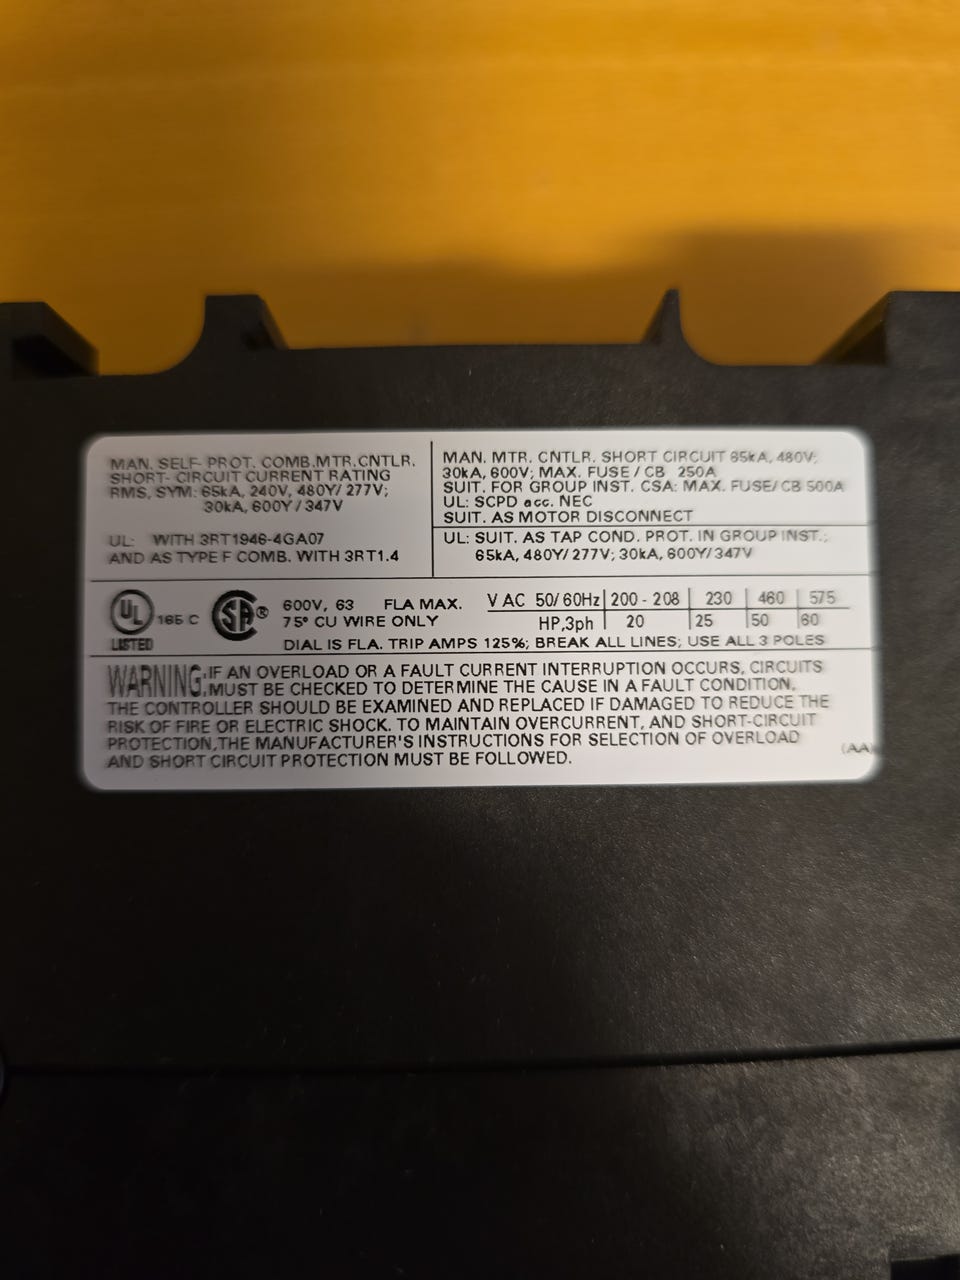 MAN. SELF- PROT. COMB.MTR.CNTLR.
SHORT- CIRCUIT CURRENT RATING
RMS, SYM: 65kA, 240V, 480Y/ 277V;
30kA, 600Y / 347V
UL: WITH 3RT1946-4GA07
AND AS TYPE F COMB. WITH 3RT1.4
MAN. MTR. CNTLR. SHORT CIRCUIT 65kA, 480V;
30kA, 600V; MAX. FUSE / CB 250A
SUIT. FOR GROUP INST. CSA: MAX. FUSE/ CB 500A
UL: SCPD acc. NEC
SUIT. AS MOTOR DISCONNECT
UL: SUIT. AS TAP COND. PROT. IN GROUP INST.;
65kA, 480Y/ 277V; 30kA, 600Y/ 347V
UL LISTED
165 C
SA ®
600V, 63 FLA MAX.
75° CU WIRE ONLY
V AC 50/ 60Hz 200 - 208 230 460 575
HP,3ph 20 25 50 60
DIAL IS FLA. TRIP AMPS 125%; BREAK ALL LINES; USE ALL 3 POLES
WARNING: IF AN OVERLOAD OR A FAULT CURRENT INTERRUPTION OCCURS, CIRCUITS
MUST BE CHECKED TO DETERMINE THE CAUSE IN A FAULT CONDITION,
THE CONTROLLER SHOULD BE EXAMINED AND REPLACED IF DAMAGED TO REDUCE THE
RISK OF FIRE OR ELECTRIC SHOCK. TO MAINTAIN OVERCURRENT, AND SHORT-CIRCUIT
PROTECTION,THE MANUFACTURER'S INSTRUCTIONS FOR SELECTION OF OVERLOAD
AND SHORT CIRCUIT PROTECTION MUST BE FOLLOWED.
(AA)